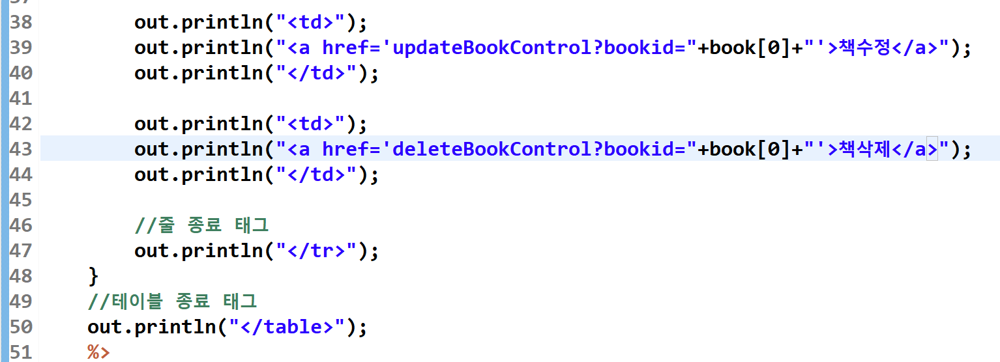 38 out.println("<td>");
39 out.println("<a href='updateBookControl?bookid="+book[0]+"'>책수정</a>");
40 out.println("</td>");
41
42 out.println("<td>");
43 out.println("<a href='deleteBookControl?bookid="+book[0]+"'>책삭제</a>");
44 out.println("</td>");
45
46 //줄 종료 태그
47 out.println("</tr>");
48 }
49 //테이블 종료 태그
50 out.println("</table>");
51 %>